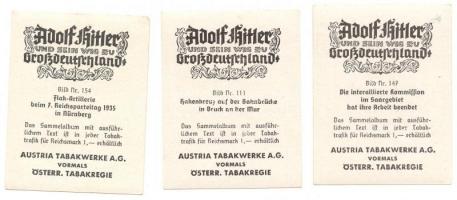 Adolf Hitler
UND SEIN WEG ZU
Großdeutschland
Bild Nr. 154
Flak-Artillerie
beim 7. Reichsparteitag 1935
in Nürnberg
Das Sammelalbum mit ausführ-
lichem Text ist in jeder Tabak-
trafik für Reichsmark 1,— erhältlich
AUSTRIA TABAKWERKE A.G.
VORMALS
ÖSTERR. TABAKREGIE
Adolf Hitler
UND SEIN WEG ZU
Großdeutschland
Bild Nr. 111
Hakenkreuz auf der Bahnbrücke
in Bruck an der Mur
Das Sammelalbum mit ausführ-
lichem Text ist in jeder Tabak-
trafik für Reichsmark 1,— erhältlich
AUSTRIA TABAKWERKE A.G.
VORMALS
ÖSTERR. TABAKREGIE
Adolf Hitler
UND SEIN WEG ZU
Großdeutschland
Bild Nr. 147
Die interalliierte Kommission
im Saargebiet
hat ihre Arbeit beendet
Das Sammelalbum mit ausführ-
lichem Text ist in jeder Tabak-
trafik für Reichsmark 1,— erhältlich
AUSTRIA TABAKWERKE A.G.
VORMALS
ÖSTERR. TABAKREGIE